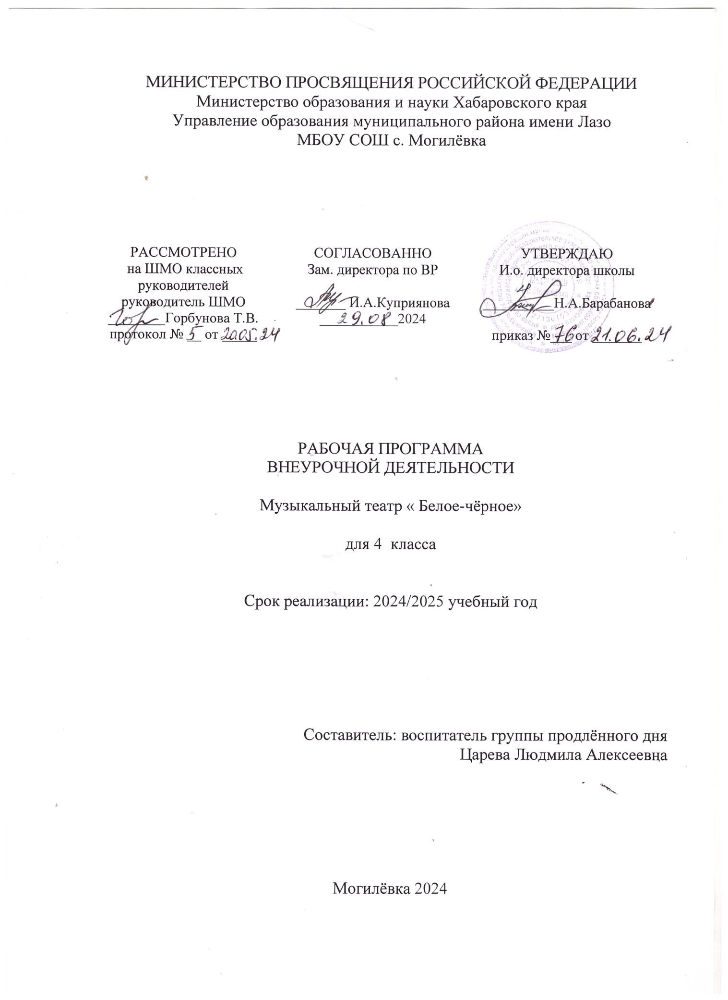 МИНИСТЕРСТВО ПРОСВЯЩЕНИЯ РОССИЙСКОЙ ФЕДЕРАЦИИ
Министерство образования и науки Хабаровского края
Управление образования муниципального района имени Лазо
МБОУ СОШ с. Могилёвка
РАССМОТРЕНО
на ШМО классных
руководителей
руководитель ШМО
Горбунова Т.В.
протокол № 5 от 20.05.24
СОГЛАСОВАННО
Зам. директора по ВР
И.А.Куприянова
29.08 2024
УТВЕРЖДАЮ
И.о. директора школы
Н.А.Барабанова
приказ № 76 от 21.06.24
РАБОЧАЯ ПРОГРАММА
ВНЕУРОЧНОЙ ДЕЯТЕЛЬНОСТИ
Музыкальный театр « Белое-чёрное»
для 4 класса
Срок реализации: 2024/2025 учебный год
Составитель: воспитатель группы продлённого дня
Царева Людмила Алексеевна
Могилёвка 2024